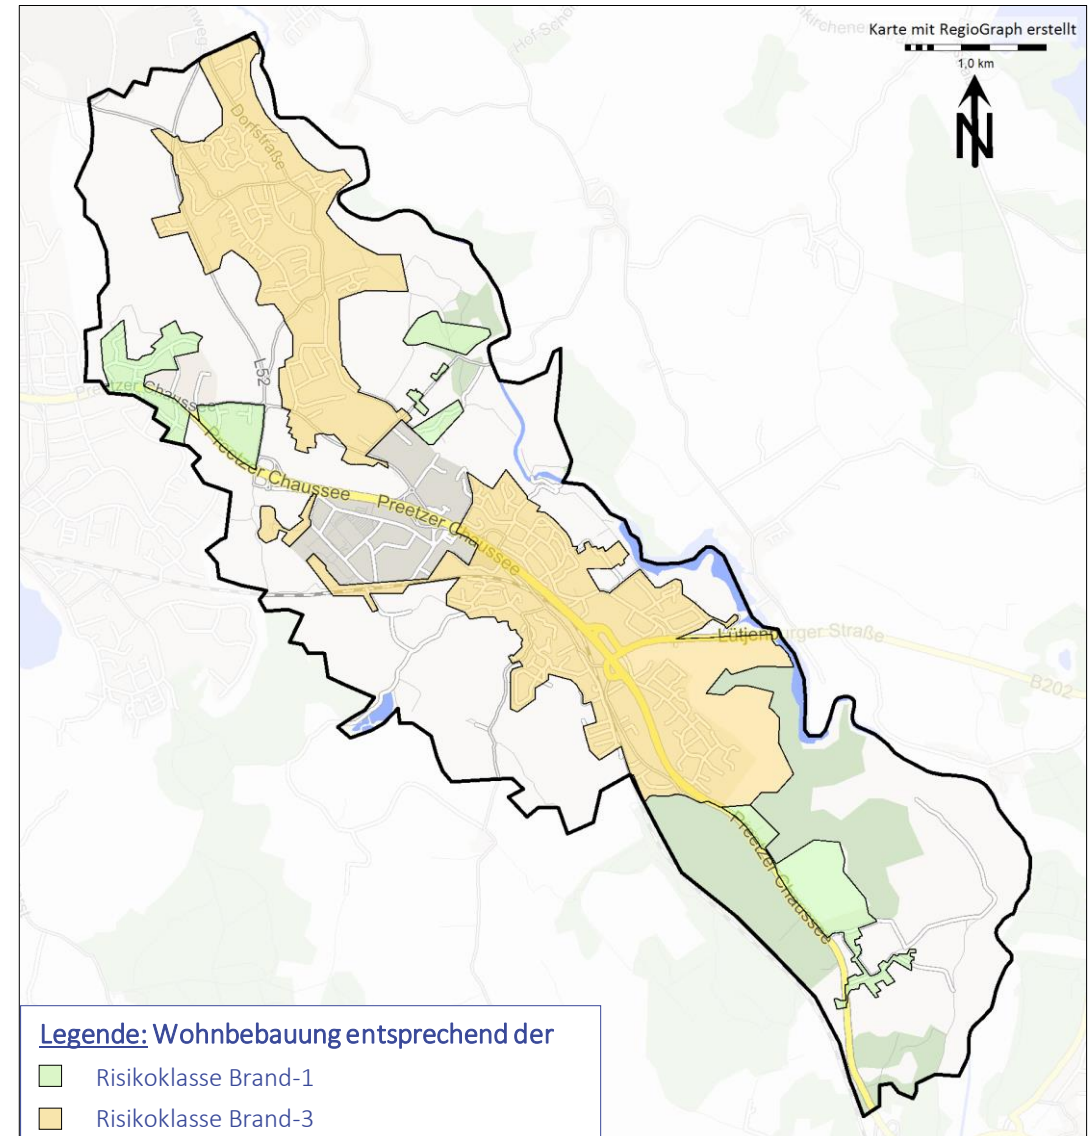 Karte mit RegioGraph erstellt
1,0 km
N
Dorfstraße
L52
Preetzer Chaussee
Preetzer Chaussee
Preetzer Chaussee
Lütjenburger Straße
B202
Preetzer Chaussee
Legende: Wohnbebauung entsprechend der
Risikoklasse Brand-1
Risikoklasse Brand-3